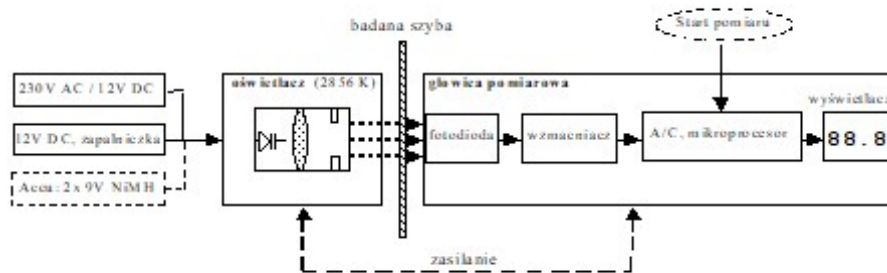 Start pomiaru
badana szyba
230V AC / 12V DC
12V DC, zapalniczka
Accu: 2x 9V NiMH
oświetlacz (2856 K)
głowica pomiarowa
fotodioda
wzmacniacz
A/C, mikroprocesor
wyświetlacz
88.8
zasilanie